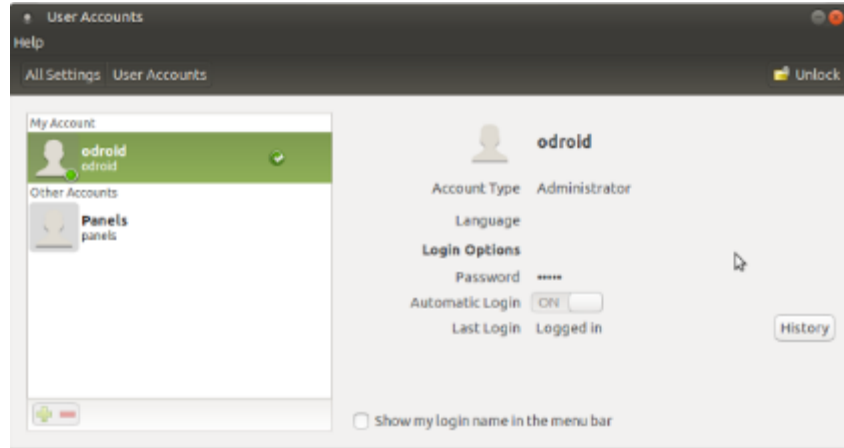 User Accounts
Help
All Settings User Accounts Unlock
My Account
odroid
odroid
Other Accounts
Panels
panels
odroid
Account Type Administrator
Language
Login Options
Password •••••
Automatic Login ON
Last Login Logged in
History
Show my login name in the menu bar